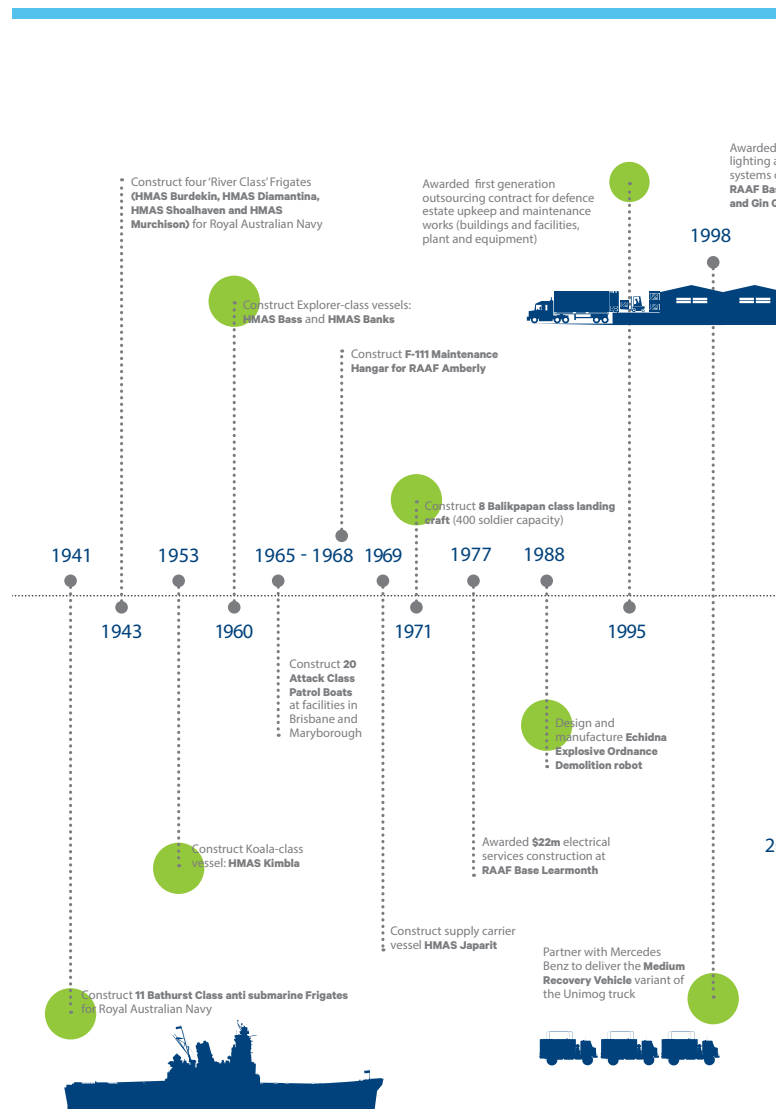 Awarded
lighting a
systems
RAAF Ba
and Gin
Construct four ‘River Class’ Frigates
(HMAS Burdekin, HMAS Diamantina,
HMAS Shoalhaven and HMAS
Murchison) for Royal Australian Navy
Awarded first generation
outsourcing contract for defence
estate upkeep and maintenance
works (buildings and facilities,
plant and equipment)
1998
Construct Explorer-class vessels:
HMAS Bass and HMAS Banks
Construct F-111 Maintenance
Hangar for RAAF Amberly
Construct 8 Balikpapan class landing
craft (400 soldier capacity)
1941
1953
1965 - 1968
1969
1977
1988
1943
1960
1971
1995
Construct 20
Attack Class
Patrol Boats
at facilities in
Brisbane and
Maryborough
Design and
manufacture Echidna
Explosive Ordnance
Demolition robot
Construct Koala-class
vessel: HMAS Kimbla
Awarded $22m electrical
services construction at
RAAF Base Learmonth
Construct supply carrier
vessel HMAS Japarit
Partner with Mercedes
Benz to deliver the Medium
Recovery Vehicle variant of
the Unimog truck
Construct 11 Bathurst Class anti submarine Frigates
for Royal Australian Navy